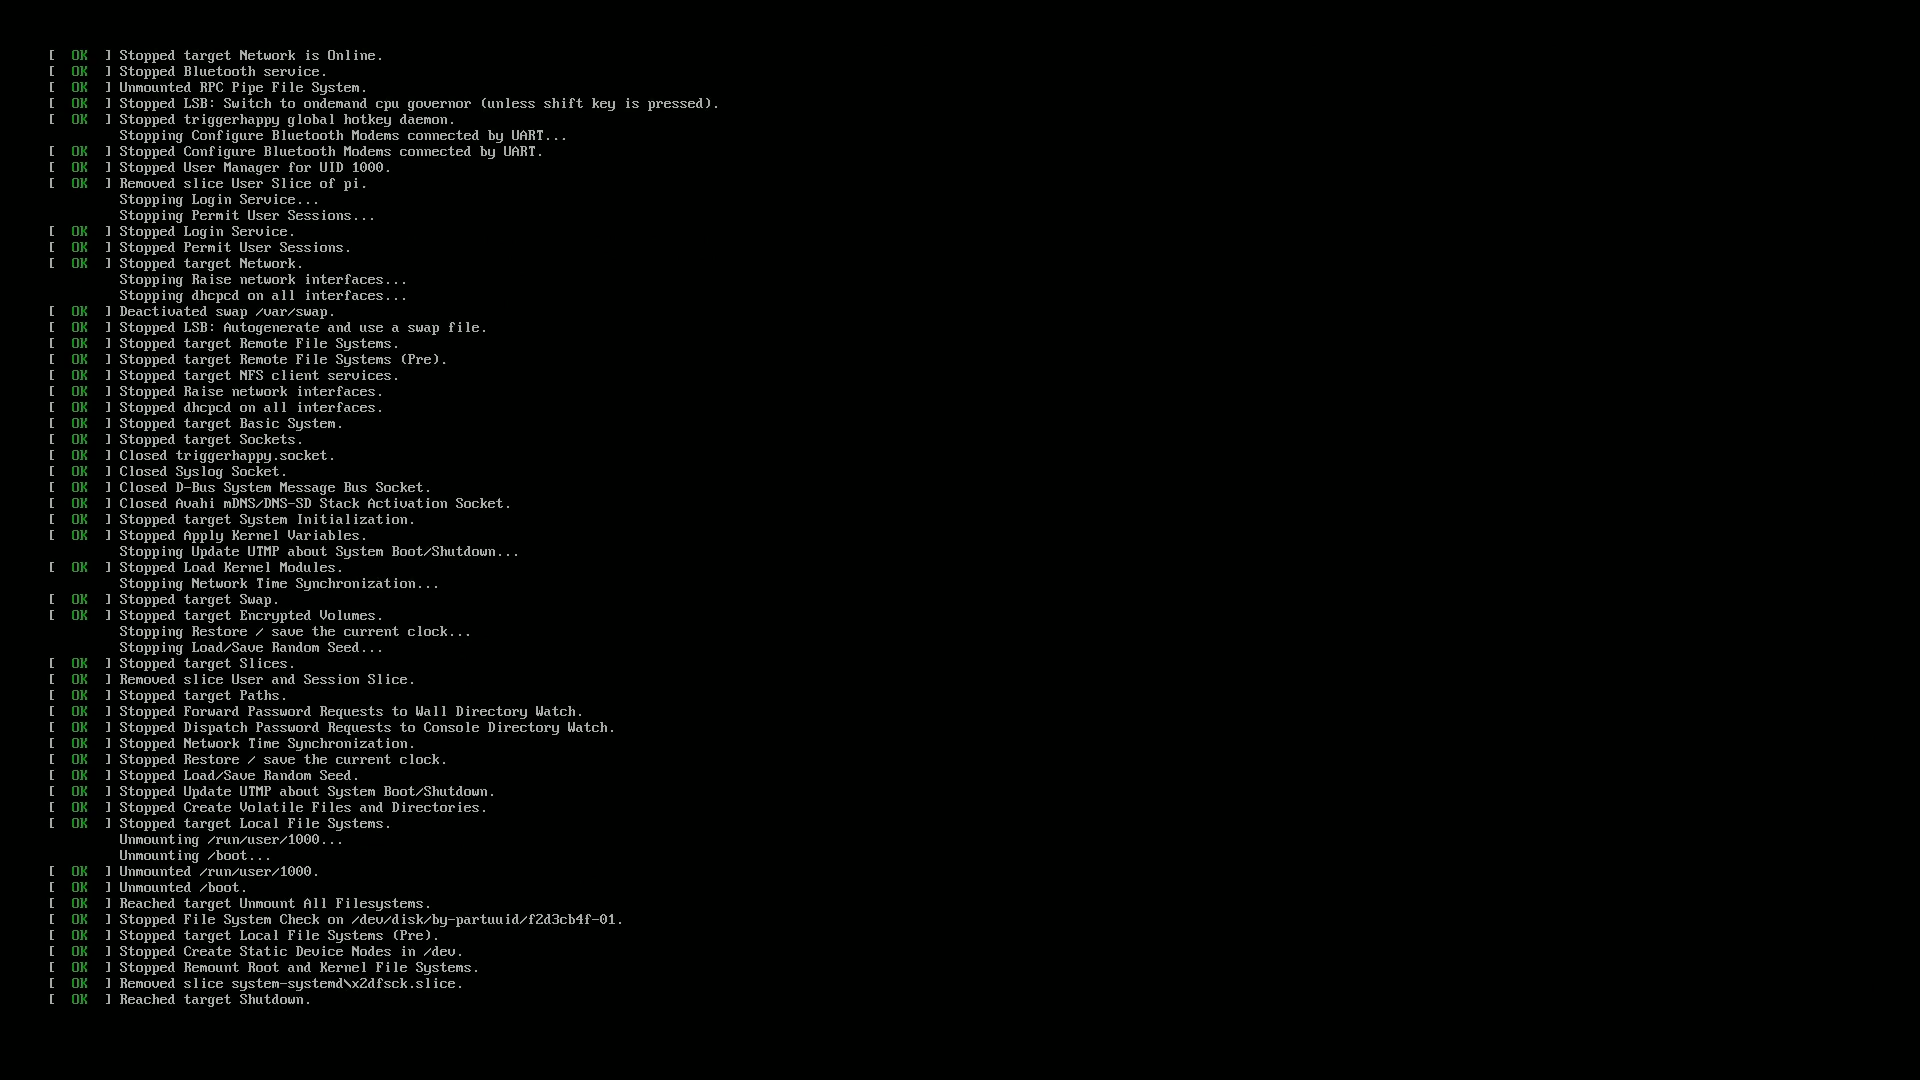 [  OK  ] Stopped target Network is Online.
[  OK  ] Stopped Bluetooth service.
[  OK  ] Unmounted RPC Pipe File System.
[  OK  ] Stopped LSB: Switch to ondemand cpu governor (unless shift key is pressed).
[  OK  ] Stopped triggerhappy global hotkey daemon.
         Stopping Configure Bluetooth Modems connected by UART...
[  OK  ] Stopped Configure Bluetooth Modems connected by UART.
[  OK  ] Stopped User Manager for UID 1000.
[  OK  ] Removed slice User Slice of pi.
         Stopping Login Service...
         Stopping Permit User Sessions...
[  OK  ] Stopped Login Service.
[  OK  ] Stopped Permit User Sessions.
[  OK  ] Stopped target Network.
         Stopping Raise network interfaces...
         Stopping dhcpcd on all interfaces...
[  OK  ] Deactivated swap /var/swap.
[  OK  ] Stopped LSB: Autogenerate and use a swap file.
[  OK  ] Stopped target Remote File Systems.
[  OK  ] Stopped target Remote File Systems (Pre).
[  OK  ] Stopped target NFS client services.
[  OK  ] Stopped Raise network interfaces.
[  OK  ] Stopped dhcpcd on all interfaces.
[  OK  ] Stopped target Basic System.
[  OK  ] Stopped target Sockets.
[  OK  ] Closed triggerhappy.socket.
[  OK  ] Closed Syslog Socket.
[  OK  ] Closed D-Bus System Message Bus Socket.
[  OK  ] Closed Avahi mDNS/DNS-SD Stack Activation Socket.
[  OK  ] Stopped target System Initialization.
[  OK  ] Stopped Apply Kernel Variables.
         Stopping Update UTMP about System Boot/Shutdown...
[  OK  ] Stopped Load Kernel Modules.
         Stopping Network Time Synchronization...
[  OK  ] Stopped target Swap.
[  OK  ] Stopped target Encrypted Volumes.
         Stopping Restore / save the current clock...
         Stopping Load/Save Random Seed...
[  OK  ] Stopped target Slices.
[  OK  ] Removed slice User and Session Slice.
[  OK  ] Stopped target Paths.
[  OK  ] Stopped Forward Password Requests to Wall Directory Watch.
[  OK  ] Stopped Dispatch Password Requests to Console Directory Watch.
[  OK  ] Stopped Network Time Synchronization.
[  OK  ] Stopped Restore / save the current clock.
[  OK  ] Stopped Load/Save Random Seed.
[  OK  ] Stopped Update UTMP about System Boot/Shutdown.
[  OK  ] Stopped Create Volatile Files and Directories.
[  OK  ] Stopped target Local File Systems.
         Unmounting /run/user/1000...
         Unmounting /boot...
[  OK  ] Unmounted /run/user/1000.
[  OK  ] Unmounted /boot.
[  OK  ] Reached target Unmount All Filesystems.
[  OK  ] Stopped File System Check on /dev/disk/by-partuuid/f2d3cb4f-01.
[  OK  ] Stopped target Local File Systems (Pre).
[  OK  ] Stopped Create Static Device Nodes in /dev.
[  OK  ] Stopped Remount Root and Kernel File Systems.
[  OK  ] Removed slice system-systemd\x2dfsck.slice.
[  OK  ] Reached target Shutdown.